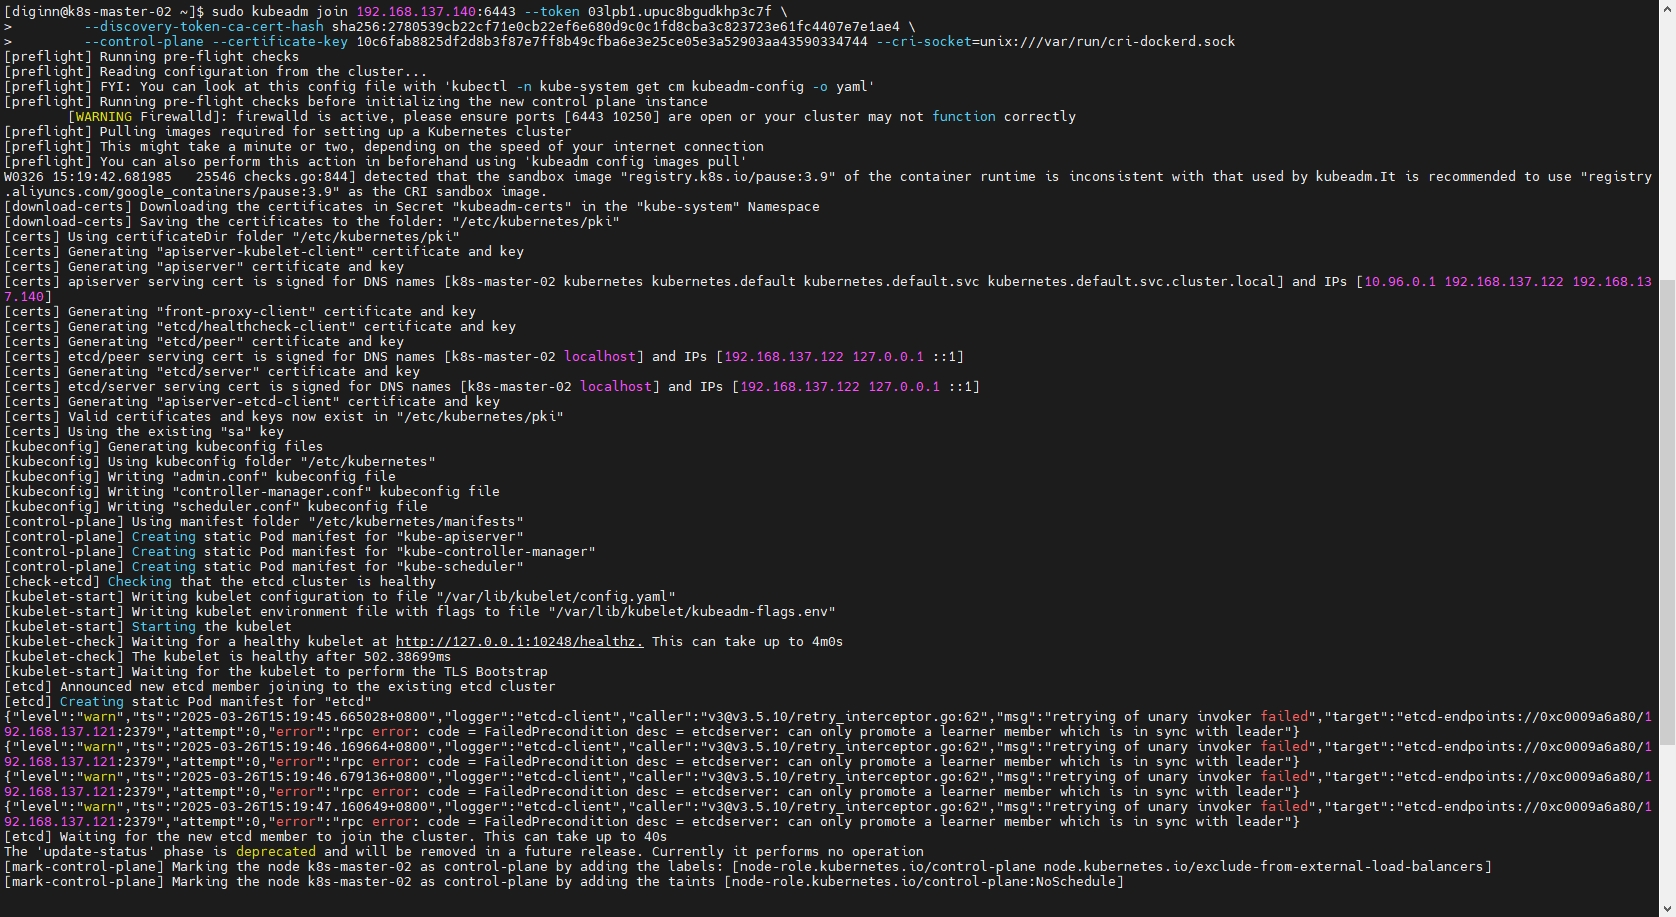 [diginn@k8s-master-02 ~]$ sudo kubeadm join 192.168.137.140:6443 --token 03lpb1.upuc8bgudkhp3c7f \
>         --discovery-token-ca-cert-hash sha256:2780539cb22cf71e0cb22ef6e680d9c0c1fd8cba3c823723e61fc4407e7e1ae4 \
>         --control-plane --certificate-key 10c6fab8825df2d8b3f87e7ff8b49cfba6e3e25ce05e3a52903aa43590334744 --cri-socket=unix:///var/run/cri-dockerd.sock
[preflight] Running pre-flight checks
[preflight] Reading configuration from the cluster...
[preflight] FYI: You can look at this config file with 'kubectl -n kube-system get cm kubeadm-config -o yaml'
[preflight] Running pre-flight checks before initializing the new control plane instance
        [WARNING Firewalld]: firewalld is active, please ensure ports [6443 10250] are open or your cluster may not function correctly
[preflight] Pulling images required for setting up a Kubernetes cluster
[preflight] This might take a minute or two, depending on the speed of your internet connection
[preflight] You can also perform this action in beforehand using 'kubeadm config images pull'
W0326 15:19:42.681985   25546 checks.go:844] detected that the sandbox image "registry.k8s.io/pause:3.9" of the container runtime is inconsistent with that used by kubeadm.It is recommended to use "registry
.aliyuncs.com/google_containers/pause:3.9" as the CRI sandbox image.
[download-certs] Downloading the certificates in Secret "kubeadm-certs" in the "kube-system" Namespace
[download-certs] Saving the certificates to the folder: "/etc/kubernetes/pki"
[certs] Using certificateDir folder "/etc/kubernetes/pki"
[certs] Generating "apiserver-kubelet-client" certificate and key
[certs] Generating "apiserver" certificate and key
[certs] apiserver serving cert is signed for DNS names [k8s-master-02 kubernetes kubernetes.default kubernetes.default.svc kubernetes.default.svc.cluster.local] and IPs [10.96.0.1 192.168.137.122 192.168.13
7.140]
[certs] Generating "front-proxy-client" certificate and key
[certs] Generating "etcd/healthcheck-client" certificate and key
[certs] Generating "etcd/peer" certificate and key
[certs] etcd/peer serving cert is signed for DNS names [k8s-master-02 localhost] and IPs [192.168.137.122 127.0.0.1 ::1]
[certs] Generating "etcd/server" certificate and key
[certs] etcd/server serving cert is signed for DNS names [k8s-master-02 localhost] and IPs [192.168.137.122 127.0.0.1 ::1]
[certs] Generating "apiserver-etcd-client" certificate and key
[certs] Valid certificates and keys now exist in "/etc/kubernetes/pki"
[certs] Using the existing "sa" key
[kubeconfig] Generating kubeconfig files
[kubeconfig] Using kubeconfig folder "/etc/kubernetes"
[kubeconfig] Writing "admin.conf" kubeconfig file
[kubeconfig] Writing "controller-manager.conf" kubeconfig file
[kubeconfig] Writing "scheduler.conf" kubeconfig file
[control-plane] Using manifest folder "/etc/kubernetes/manifests"
[control-plane] Creating static Pod manifest for "kube-apiserver"
[control-plane] Creating static Pod manifest for "kube-controller-manager"
[control-plane] Creating static Pod manifest for "kube-scheduler"
[check-etcd] Checking that the etcd cluster is healthy
[kubelet-start] Writing kubelet configuration to file "/var/lib/kubelet/config.yaml"
[kubelet-start] Writing kubelet environment file with flags to file "/var/lib/kubelet/kubeadm-flags.env"
[kubelet-start] Starting the kubelet
[kubelet-check] Waiting for a healthy kubelet at http://127.0.0.1:10248/healthz. This can take up to 4m0s
[kubelet-check] The kubelet is healthy after 502.38699ms
[kubelet-start] Waiting for the kubelet to perform the TLS Bootstrap
[etcd] Announced new etcd member joining to the existing etcd cluster
[etcd] Creating static Pod manifest for "etcd"
{"level":"warn","ts":"2025-03-26T15:19:45.665028+0800","logger":"etcd-client","caller":"v3@v3.5.10/retry_interceptor.go:62","msg":"retrying of unary invoker failed","target":"etcd-endpoints://0xc0009a6a80/1
92.168.137.121:2379","attempt":0,"error":"rpc error: code = FailedPrecondition desc = etcdserver: can only promote a learner member which is in sync with leader"}
{"level":"warn","ts":"2025-03-26T15:19:46.169664+0800","logger":"etcd-client","caller":"v3@v3.5.10/retry_interceptor.go:62","msg":"retrying of unary invoker failed","target":"etcd-endpoints://0xc0009a6a80/1
92.168.137.121:2379","attempt":0,"error":"rpc error: code = FailedPrecondition desc = etcdserver: can only promote a learner member which is in sync with leader"}
{"level":"warn","ts":"2025-03-26T15:19:46.679136+0800","logger":"etcd-client","caller":"v3@v3.5.10/retry_interceptor.go:62","msg":"retrying of unary invoker failed","target":"etcd-endpoints://0xc0009a6a80/1
92.168.137.121:2379","attempt":0,"error":"rpc error: code = FailedPrecondition desc = etcdserver: can only promote a learner member which is in sync with leader"}
{"level":"warn","ts":"2025-03-26T15:19:47.160649+0800","logger":"etcd-client","caller":"v3@v3.5.10/retry_interceptor.go:62","msg":"retrying of unary invoker failed","target":"etcd-endpoints://0xc0009a6a80/1
92.168.137.121:2379","attempt":0,"error":"rpc error: code = FailedPrecondition desc = etcdserver: can only promote a learner member which is in sync with leader"}
[etcd] Waiting for the new etcd member to join the cluster. This can take up to 40s
The 'update-status' phase is deprecated and will be removed in a future release. Currently it performs no operation
[mark-control-plane] Marking the node k8s-master-02 as control-plane by adding the labels: [node-role.kubernetes.io/control-plane node.kubernetes.io/exclude-from-external-load-balancers]
[mark-control-plane] Marking the node k8s-master-02 as control-plane by adding the taints [node-role.kubernetes.io/control-plane:NoSchedule]